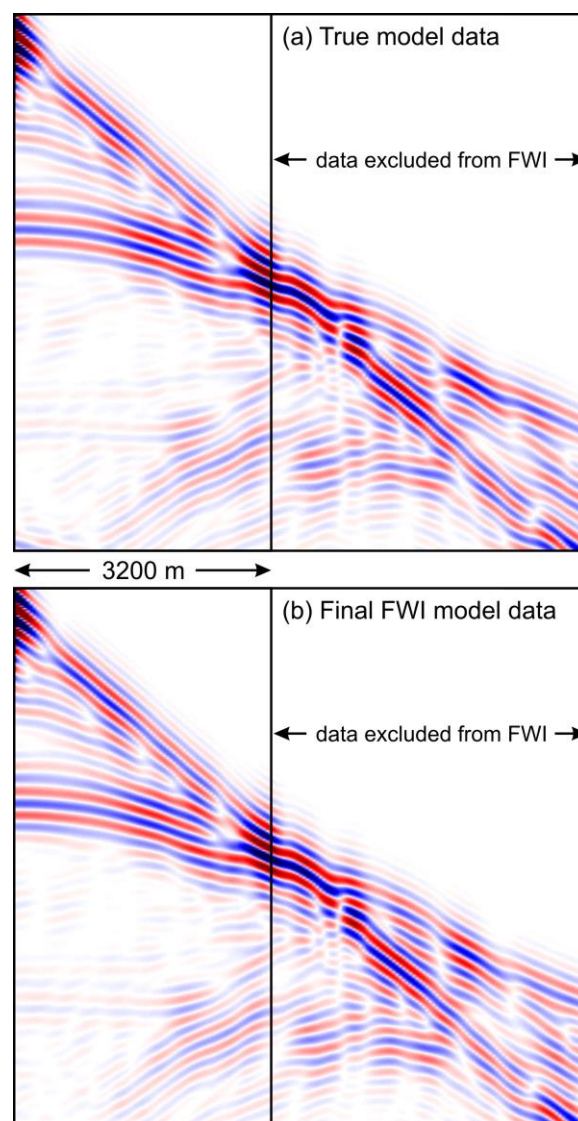 (a) True model data
data excluded from FWI
3200 m
(b) Final FWI model data
data excluded from FWI